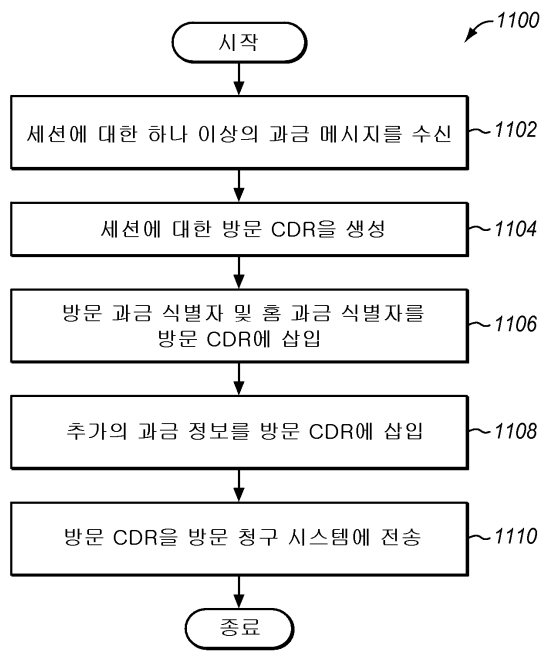 1100
시작
세션에 대한 하나 이상의 과금 메시지를 수신
1102
세션에 대한 방문 CDR을 생성
1104
방문 과금 식별자 및 홈 과금 식별자를
방문 CDR에 삽입
1106
추가의 과금 정보를 방문 CDR에 삽입
1108
방문 CDR을 방문 청구 시스템에 전송
1110
종료